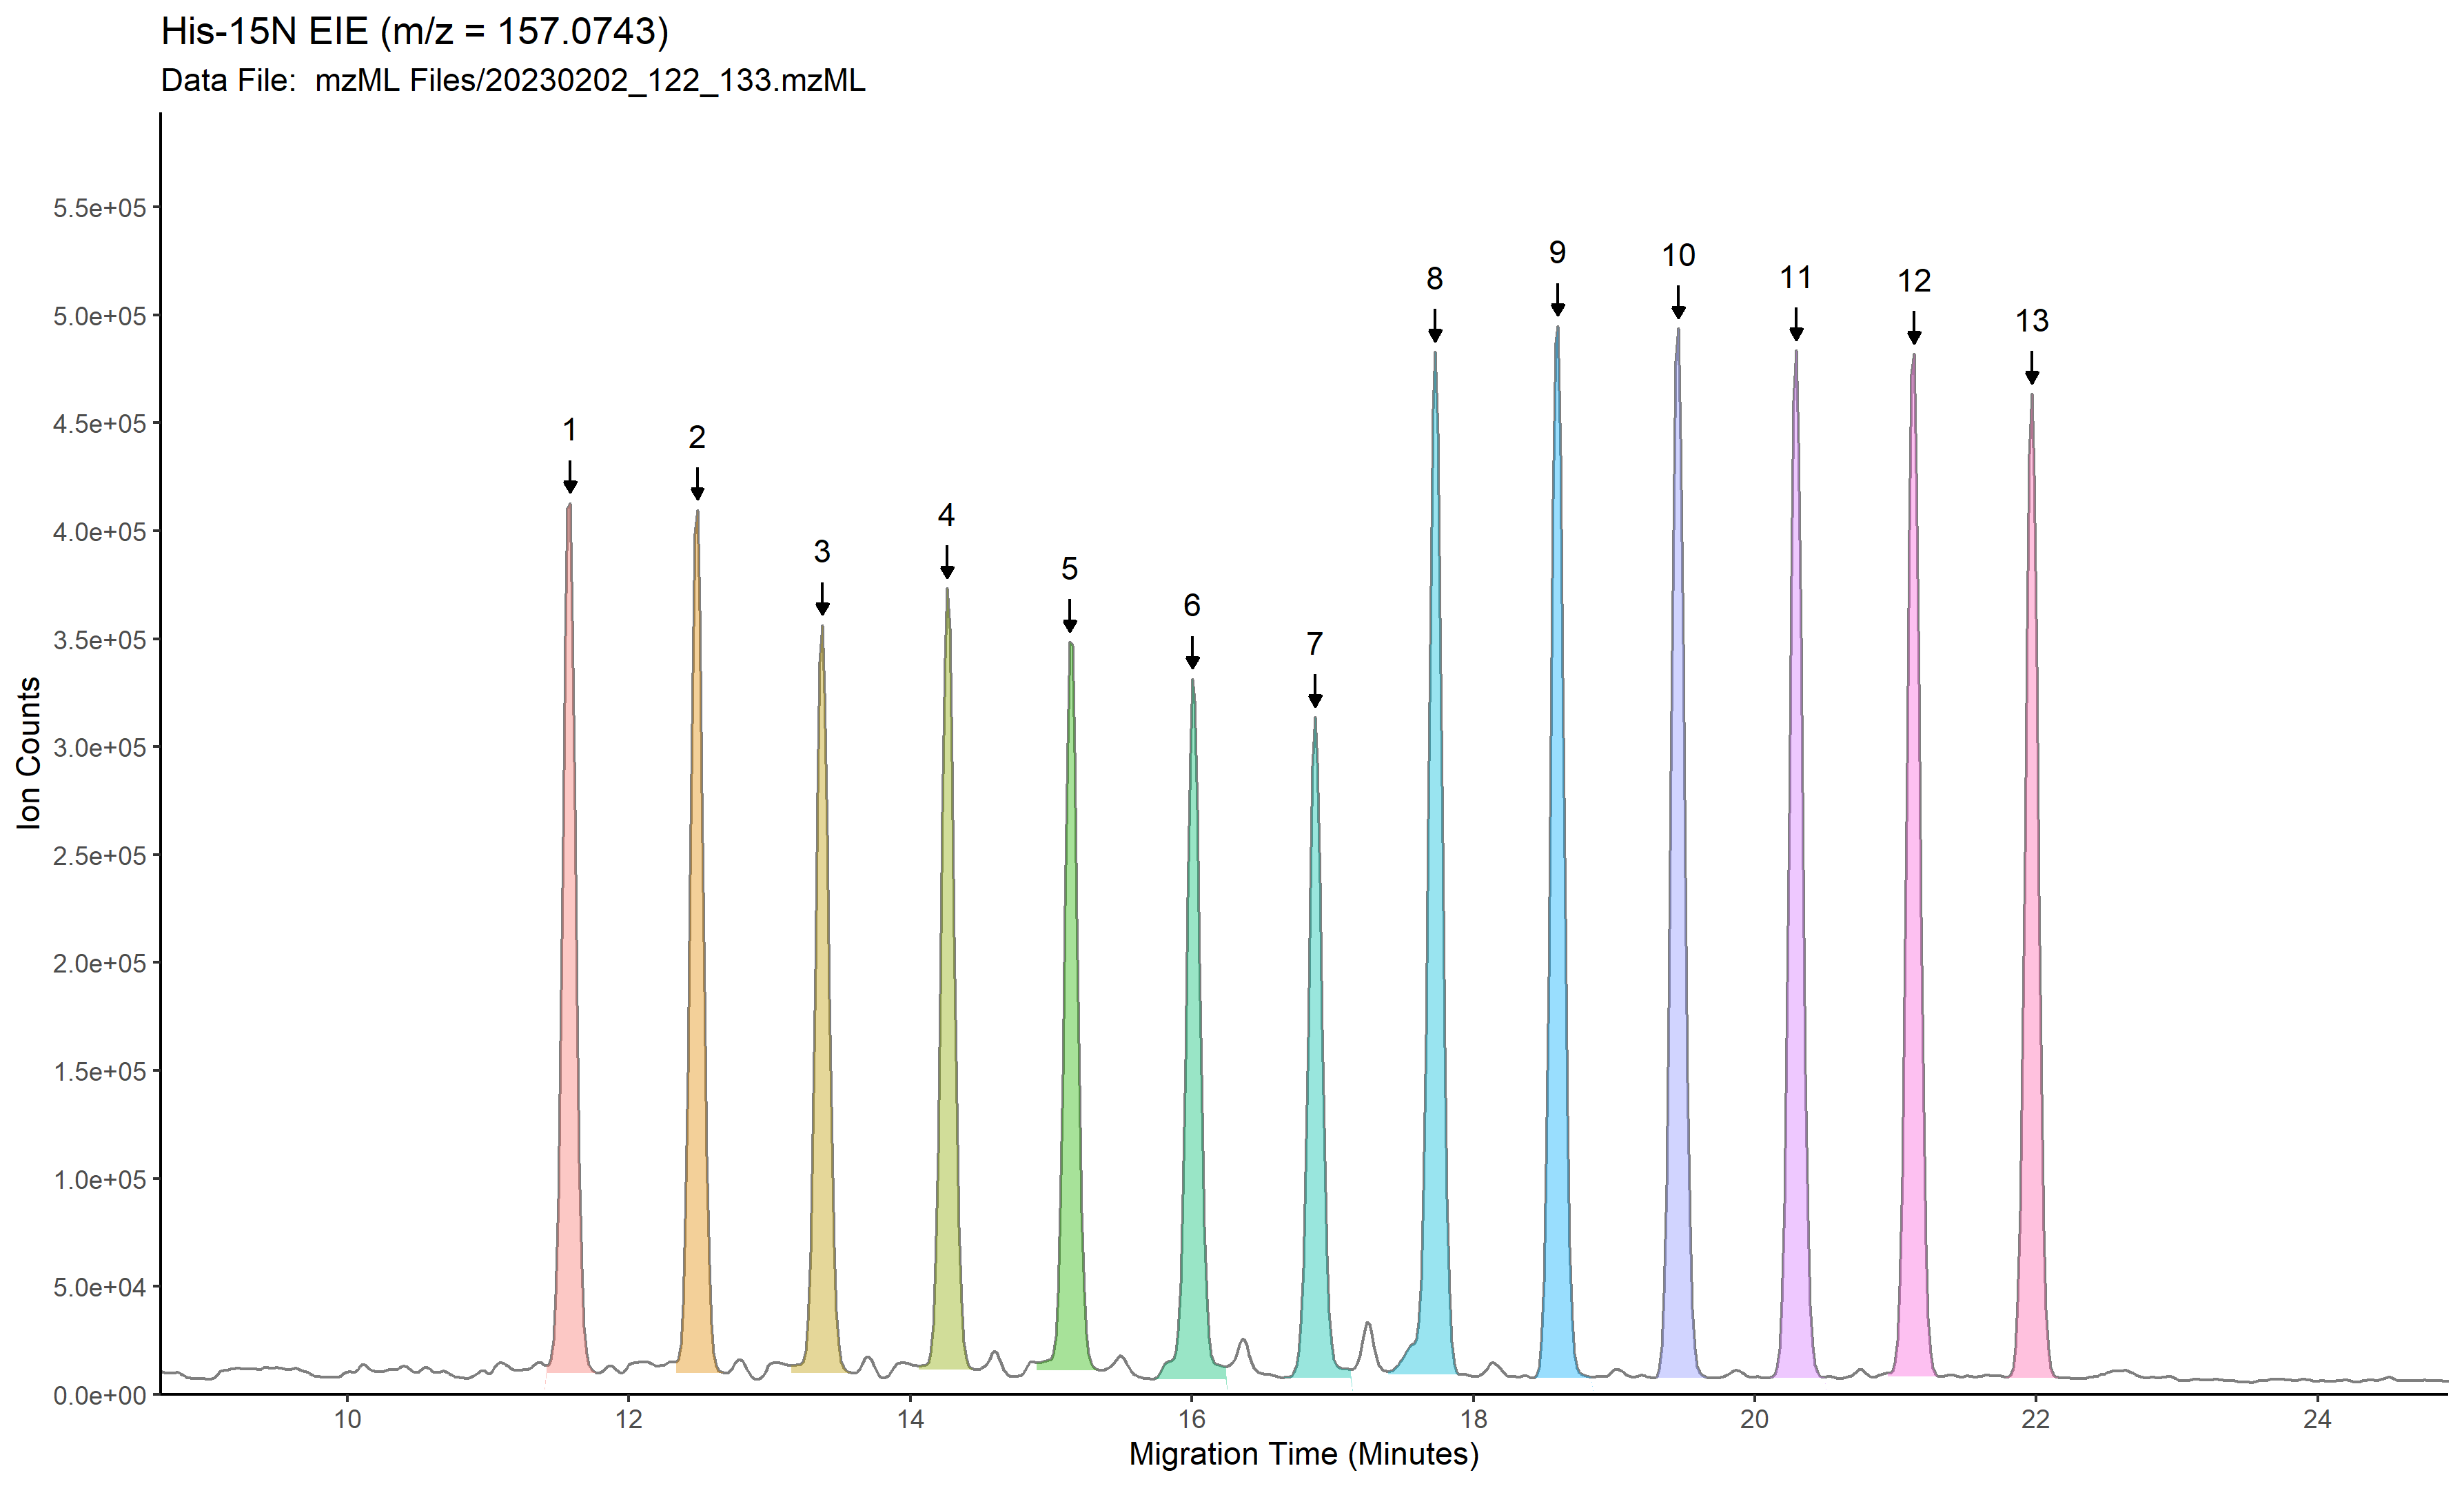 His-15N EIE (m/z = 157.0743)
Data File:  mzML Files/20230202_122_133.mzML
Ion Counts
5.5e+05
5.0e+05
4.5e+05
4.0e+05
3.5e+05
3.0e+05
2.5e+05
2.0e+05
1.5e+05
1.0e+05
5.0e+04
0.0e+00
1
2
3
4
5
6
7
8
9
10
11
12
13
10 12 14 16 18 20 22 24
Migration Time (Minutes)